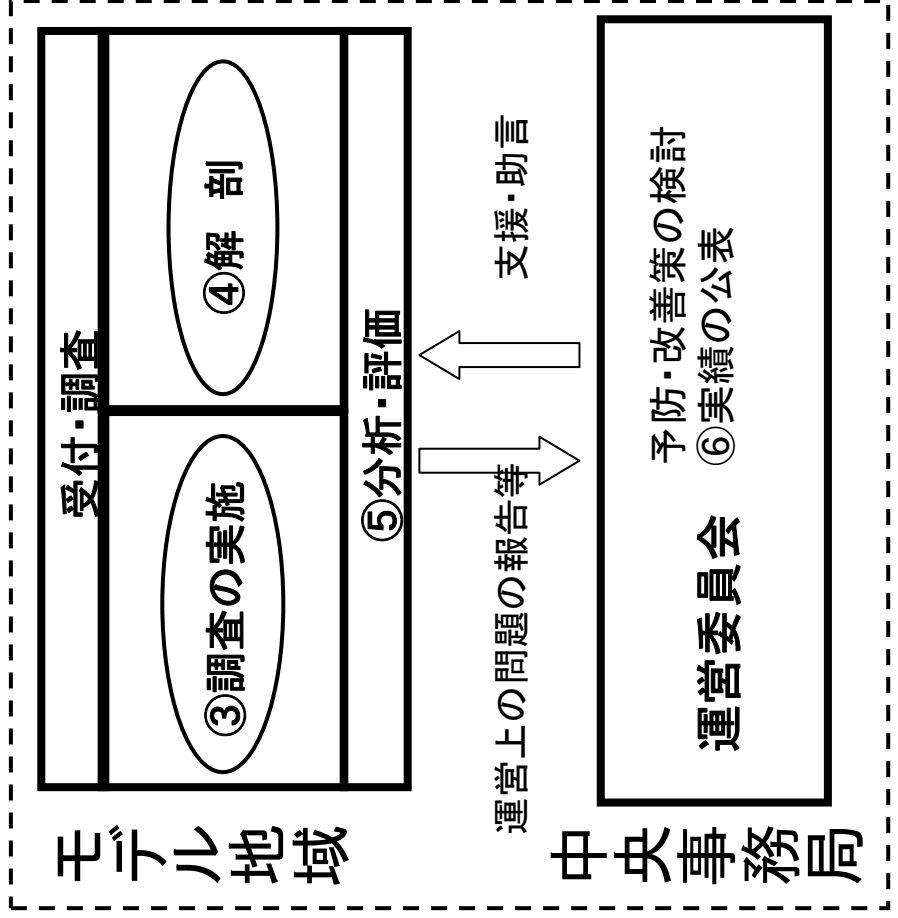 モデル地域
受付・調査
③調査の実施
④解　剖
⑤分析・評価
運営上の問題の報告等
支援・助言
中央事務局
運営委員会
予防・改善策の検討
⑥実績の公表